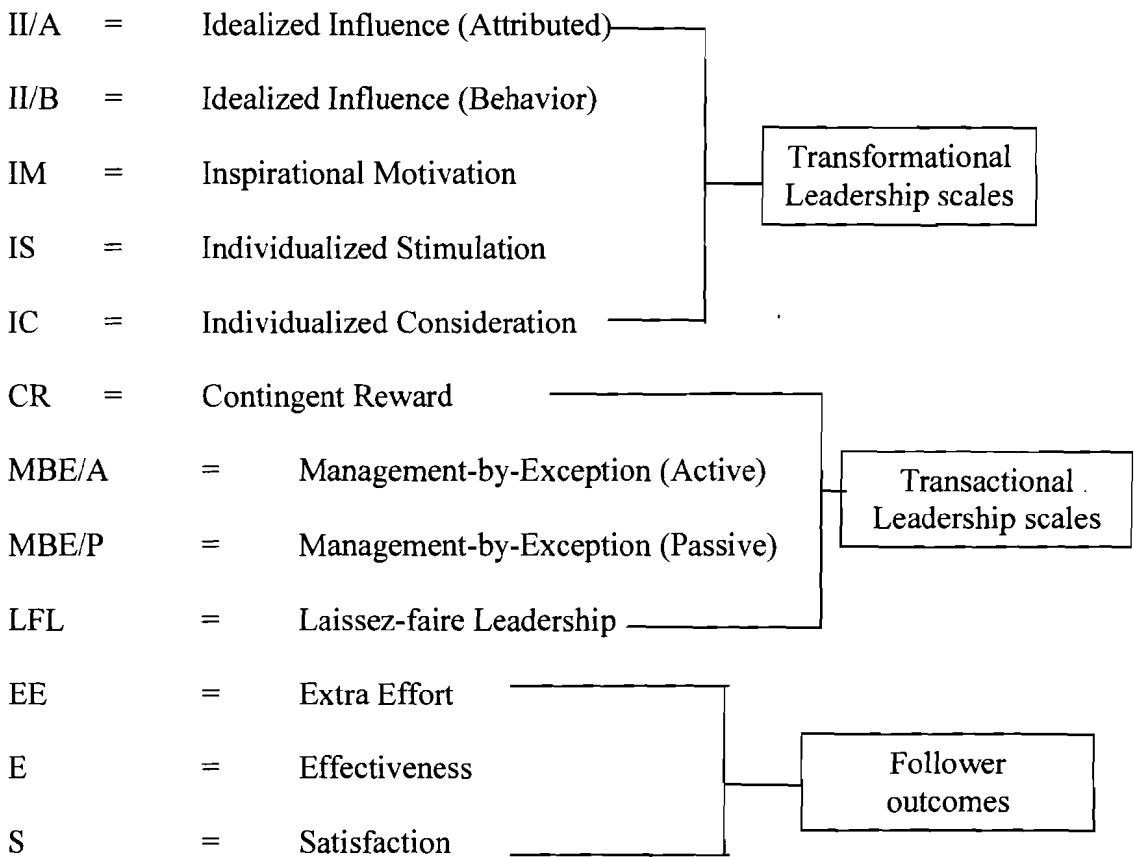 II/A = Idealized Influence (Attributed)
II/B = Idealized Influence (Behavior)
IM = Inspirational Motivation
IS = Individualized Stimulation
IC = Individualized Consideration
Transformational
Leadership scales
CR = Contingent Reward
MBE/A = Management-by-Exception (Active)
MBE/P = Management-by-Exception (Passive)
LFL = Laissez-faire Leadership
Transactional
Leadership scales
EE = Extra Effort
E = Effectiveness
S = Satisfaction
Follower
outcomes